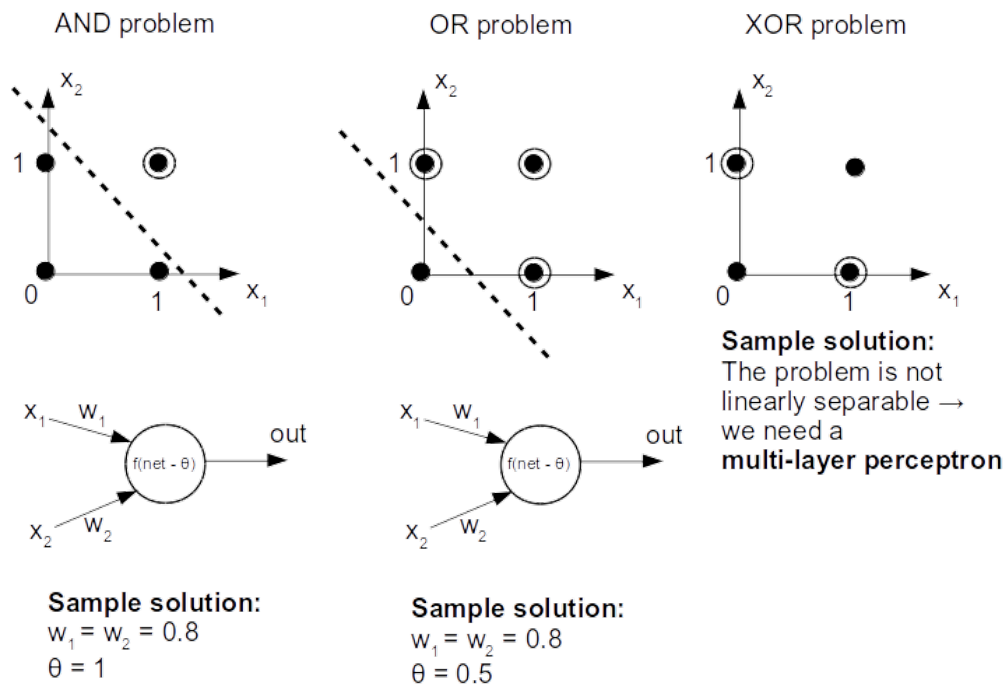 AND problem
x₂
1
0
1
x₁
x₁
w₁
f(net - θ)
out
x₂
w₂
Sample solution:
w₁ = w₂ = 0.8
θ = 1
OR problem
x₂
1
0
1
x₁
x₁
w₁
f(net - θ)
out
x₂
w₂
Sample solution:
w₁ = w₂ = 0.8
θ = 0.5
XOR problem
x₂
1
0
1
x₁
Sample solution:
The problem is not
linearly separable →
we need a
multi-layer perceptron